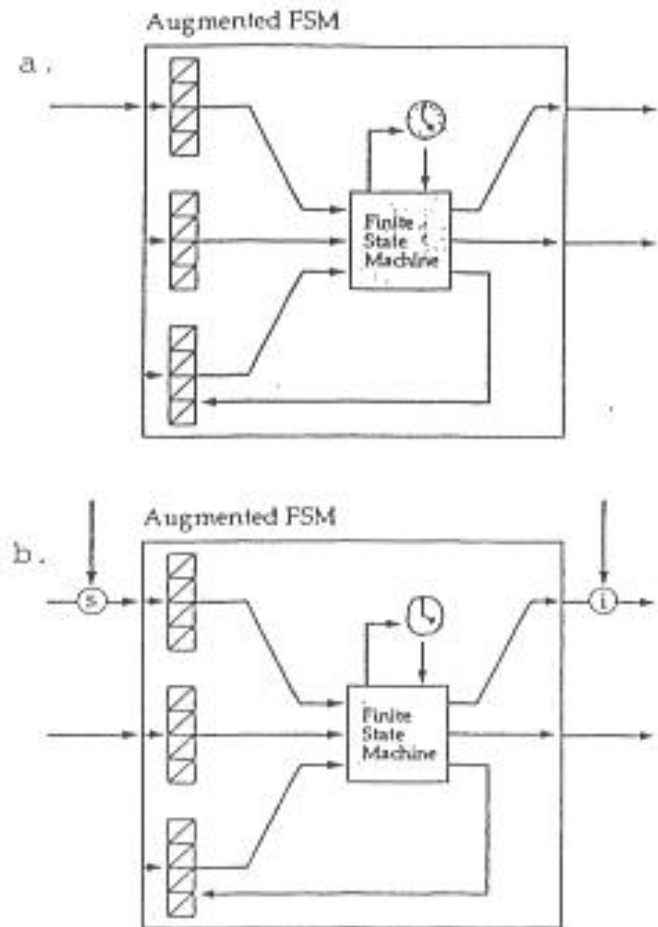 Augmented FSM
a.
Finite
State
Machine
Augmented FSM
b.
s
i
Finite
State
Machine